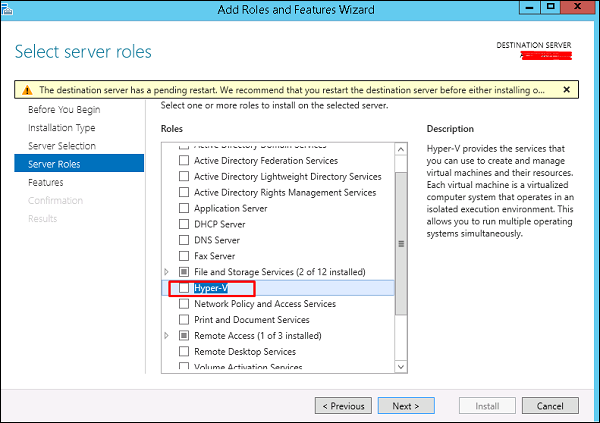 Add Roles and Features Wizard
Select server roles
DESTINATION SERVER
The destination server has a pending restart. We recommend that you restart the destination server before either installing o...
Before You Begin
Installation Type
Server Selection
Server Roles
Features
Confirmation
Results
Select one or more roles to install on the selected server.
Roles
Active Directory Domain Services
Active Directory Federation Services
Active Directory Lightweight Directory Services
Active Directory Rights Management Services
Application Server
DHCP Server
DNS Server
Fax Server
File and Storage Services (2 of 12 installed)
Hyper-V
Network Policy and Access Services
Print and Document Services
Remote Access (1 of 3 installed)
Remote Desktop Services
Volume Activation Services
Description
Hyper-V provides the services that
you can use to create and manage
virtual machines and their resources.
Each virtual machine is a virtualized
computer system that operates in an
isolated execution environment. This
allows you to run multiple operating
systems simultaneously.
< Previous
Next >
Install
Cancel